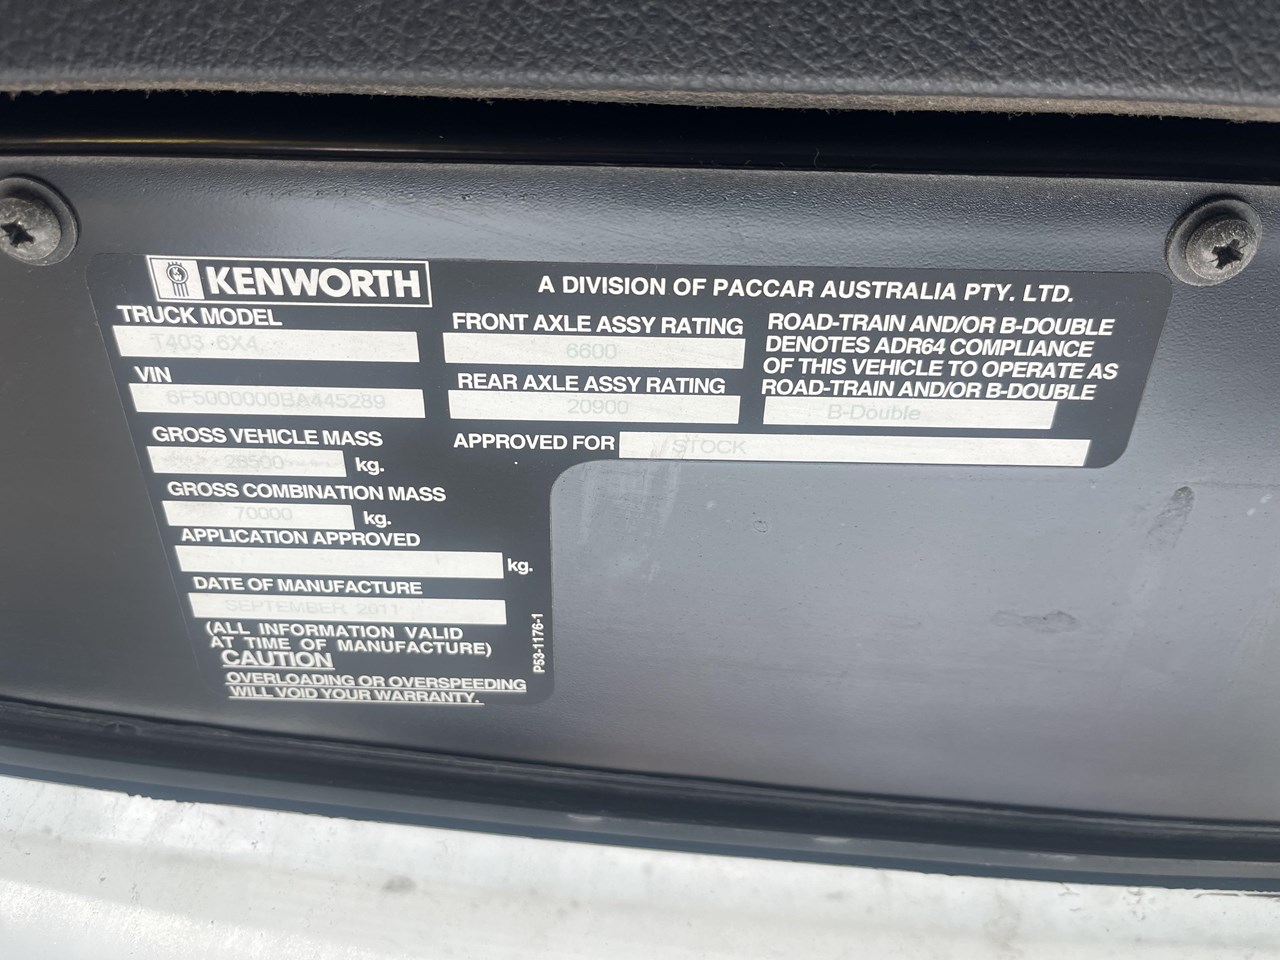 KW
KENWORTH
A DIVISION OF PACCAR AUSTRALIA PTY. LTD.
TRUCK MODEL
T403 6X4
VIN
6F5000000BA445289
GROSS VEHICLE MASS
26500 kg.
GROSS COMBINATION MASS
70000 kg.
APPLICATION APPROVED
kg.
DATE OF MANUFACTURE
SEPTEMBER 2011
(ALL INFORMATION VALID
AT TIME OF MANUFACTURE)
CAUTION
OVERLOADING OR OVERSPEEDING
WILL VOID YOUR WARRANTY.
P53-1176-1
FRONT AXLE ASSY RATING
6600
REAR AXLE ASSY RATING
20900
APPROVED FOR STOCK
ROAD-TRAIN AND/OR B-DOUBLE
DENOTES ADR64 COMPLIANCE
OF THIS VEHICLE TO OPERATE AS
ROAD-TRAIN AND/OR B-DOUBLE
B-Double